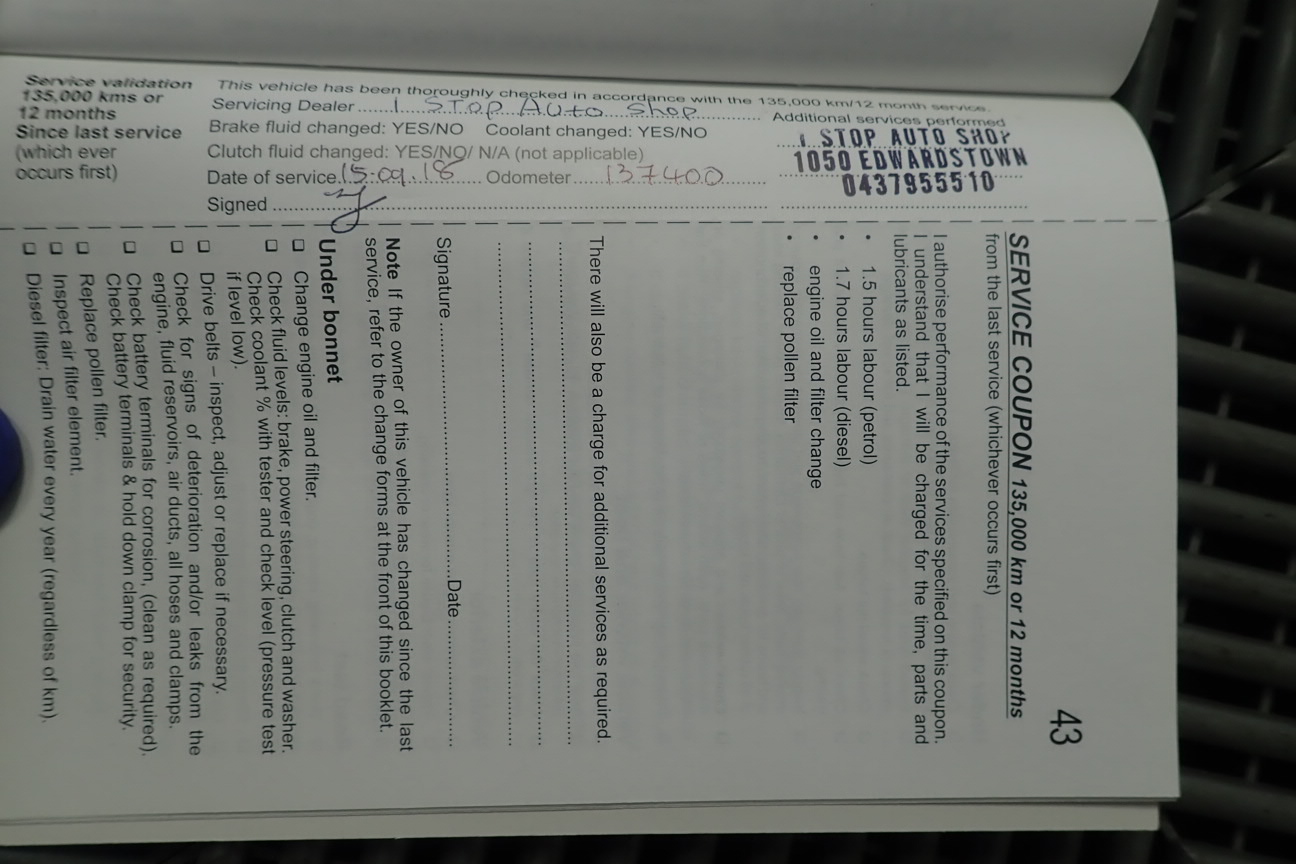 Service validation
135,000 kms or
12 months
Since last service
(which ever
occurs first)
This vehicle has been thoroughly checked in accordance with the 135,000 km/12 month service.
Servicing Dealer ......1 STOP Auto Shop
Brake fluid changed: YES/NO Coolant changed: YES/NO
Clutch fluid changed: YES/NO/ N/A (not applicable)
Date of service 15.09.18 Odometer 137400
Signed
Additional services performed
1 STOP AUTO SHOP
1050 EDWARDSTOWN
0437955510
43
SERVICE COUPON 135,000 km or 12 months
from the last service (whichever occurs first)
I authorise performance of the services specified on this coupon.
I understand that I will be charged for the time, parts and
lubricants as listed.
• 1.5 hours labour (petrol)
• 1.7 hours labour (diesel)
• engine oil and filter change
• replace pollen filter
There will also be a charge for additional services as required.
Signature ........ Date ........
Note If the owner of this vehicle has changed since the last
service, refer to the change forms at the front of this booklet.
Under bonnet
❑ Change engine oil and filter.
❑ Check fluid levels: brake, power steering, clutch and washer.
Check coolant % with tester and check level (pressure test
if level low).
❑ Drive belts – inspect, adjust or replace if necessary.
❑ Check for signs of deterioration and/or leaks from the
engine, fluid reservoirs, air ducts, all hoses and clamps.
❑ Check battery terminals for corrosion, (clean as required).
Check battery terminals & hold down clamp for security.
❑ Replace pollen filter.
❑ Inspect air filter element.
❑ Diesel filter: Drain water every year (regardless of km).